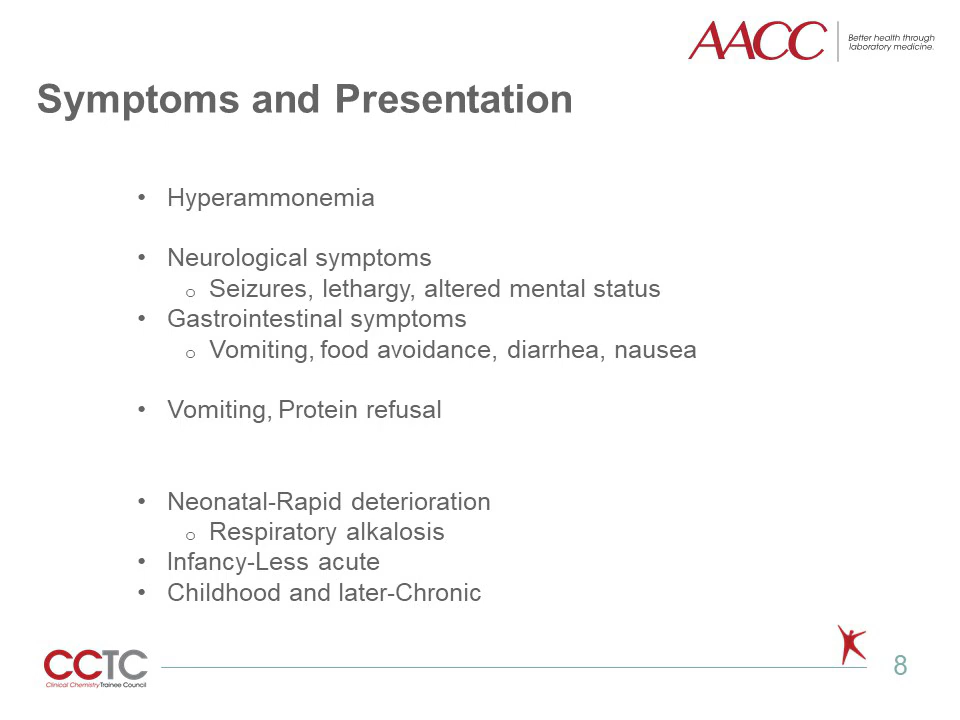 AACC
Better health through
laboratory medicine.
Symptoms and Presentation
• Hyperammonemia
• Neurological symptoms
o Seizures, lethargy, altered mental status
• Gastrointestinal symptoms
o Vomiting, food avoidance, diarrhea, nausea
• Vomiting, Protein refusal
• Neonatal-Rapid deterioration
o Respiratory alkalosis
• Infancy-Less acute
• Childhood and later-Chronic
CCTC
Clinical Chemistry Trainee Council
8